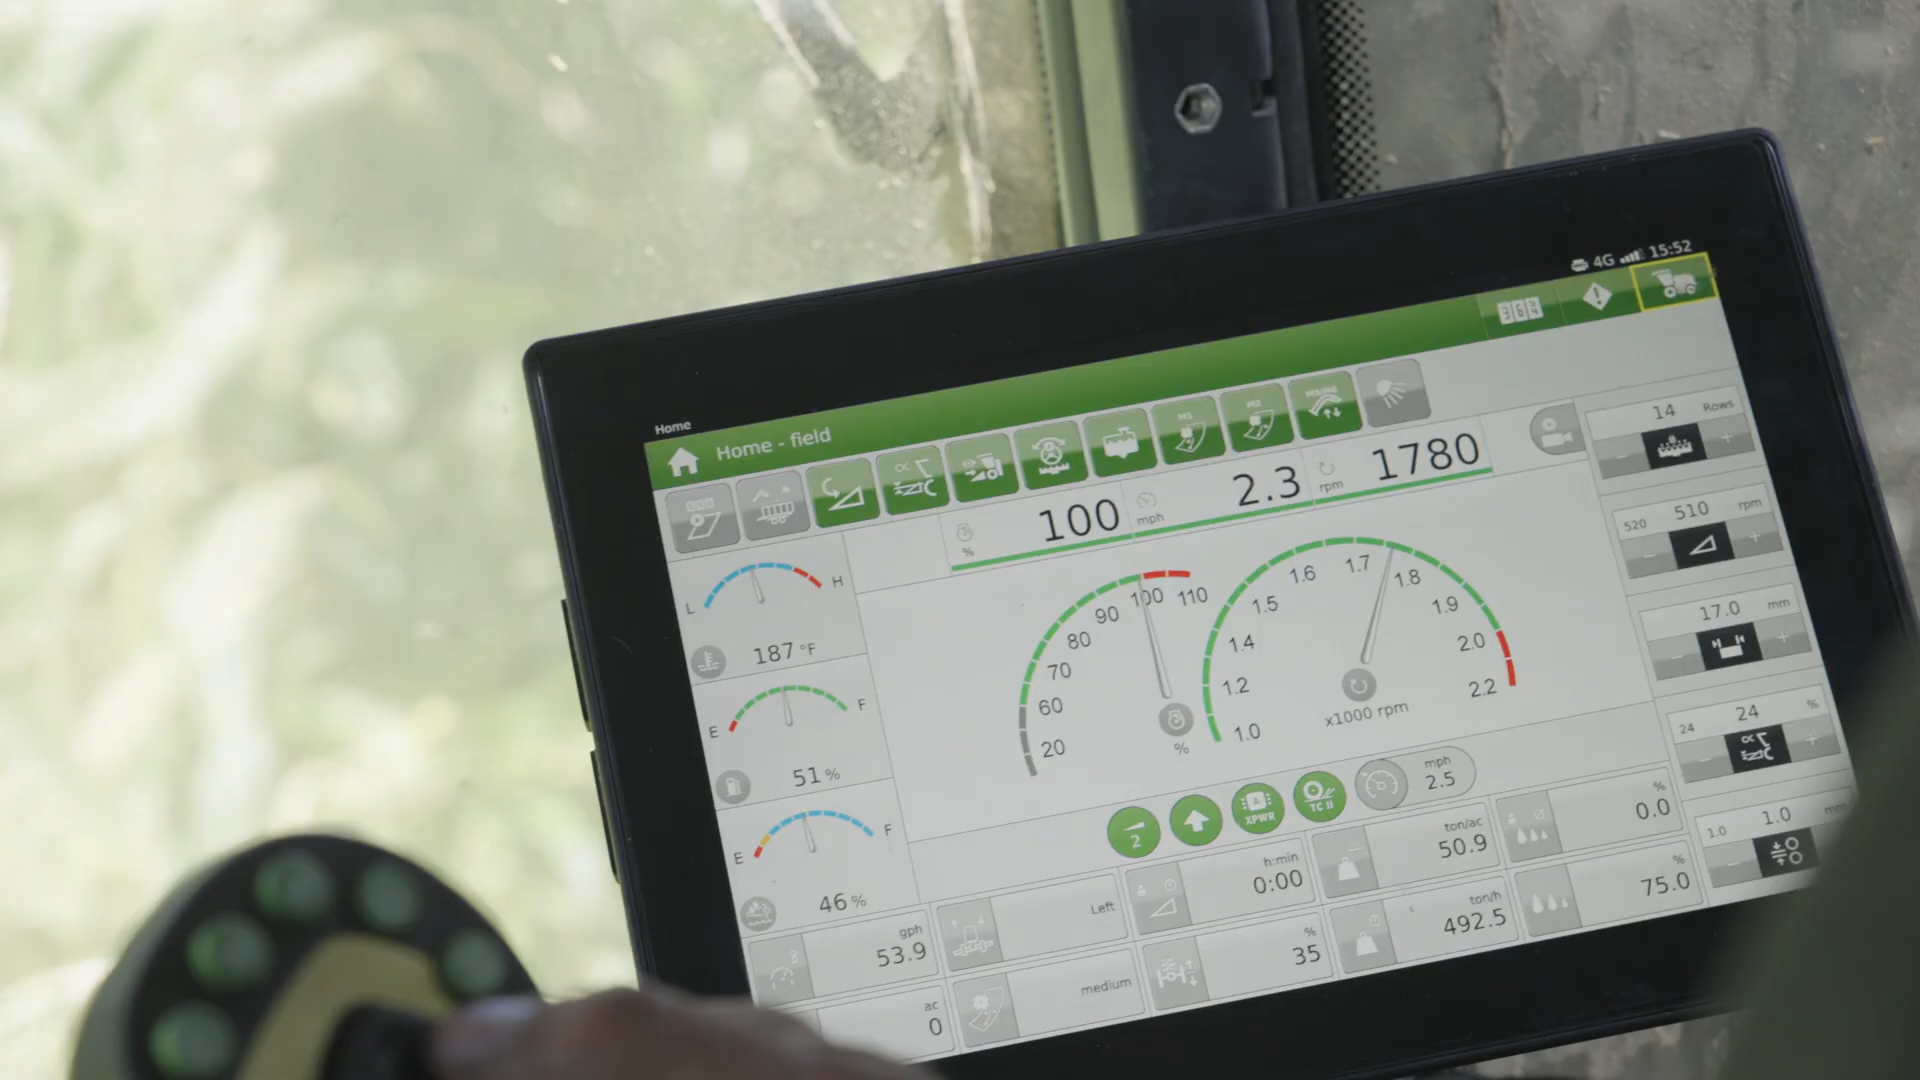 4G 15:52
Home
Home - field
364
M1
M2
% 100
mph 2.3
rpm 1780
14 Rows
520 510 rpm
17.0 mm
24 24 %
1.0 1.0 mm
L H
187 °F
E F
51 %
E F
46 %
20 60 70 80 90 100 110
%
1.0 1.2 1.4 1.5 1.6 1.7 1.8 1.9 2.0 2.2
x1000 rpm
2
A
XPWR
TC II
mph
2.5
gph
53.9
Left
h:min
0:00
ton/ac
50.9
%
0.0
ac
0
medium
%
35
ton/h
492.5
%
75.0